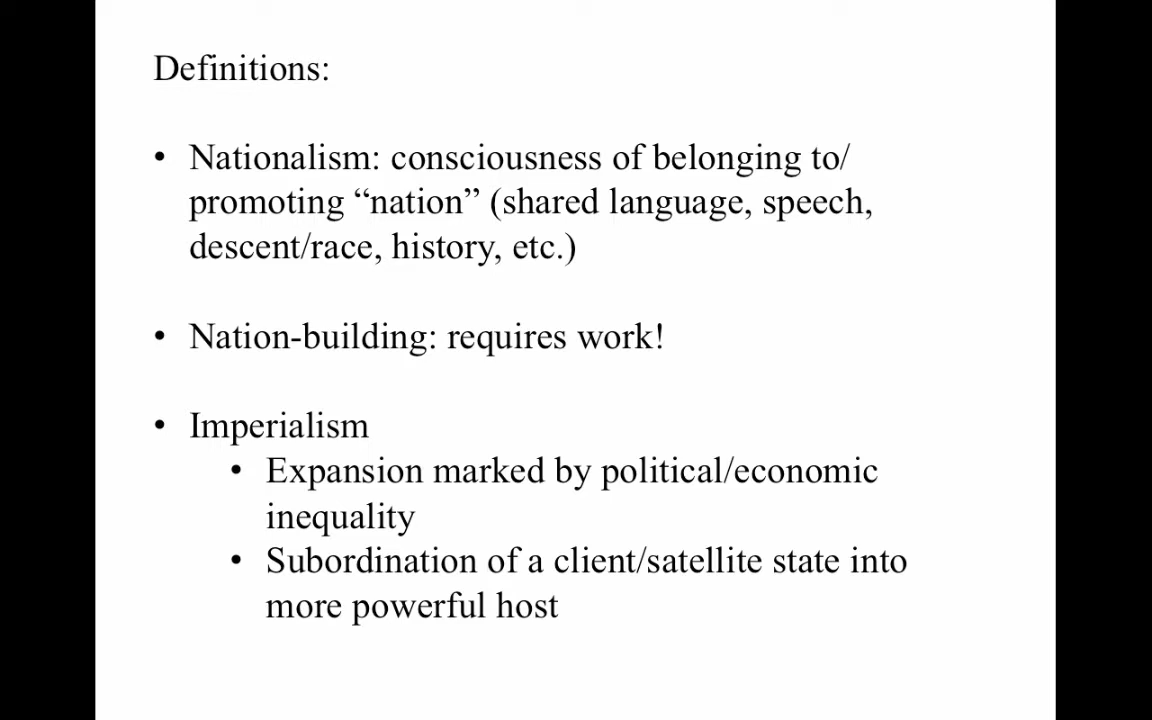 Definitions:
• Nationalism: consciousness of belonging to/
promoting “nation” (shared language, speech,
descent/race, history, etc.)
• Nation-building: requires work!
• Imperialism
• Expansion marked by political/economic
inequality
• Subordination of a client/satellite state into
more powerful host